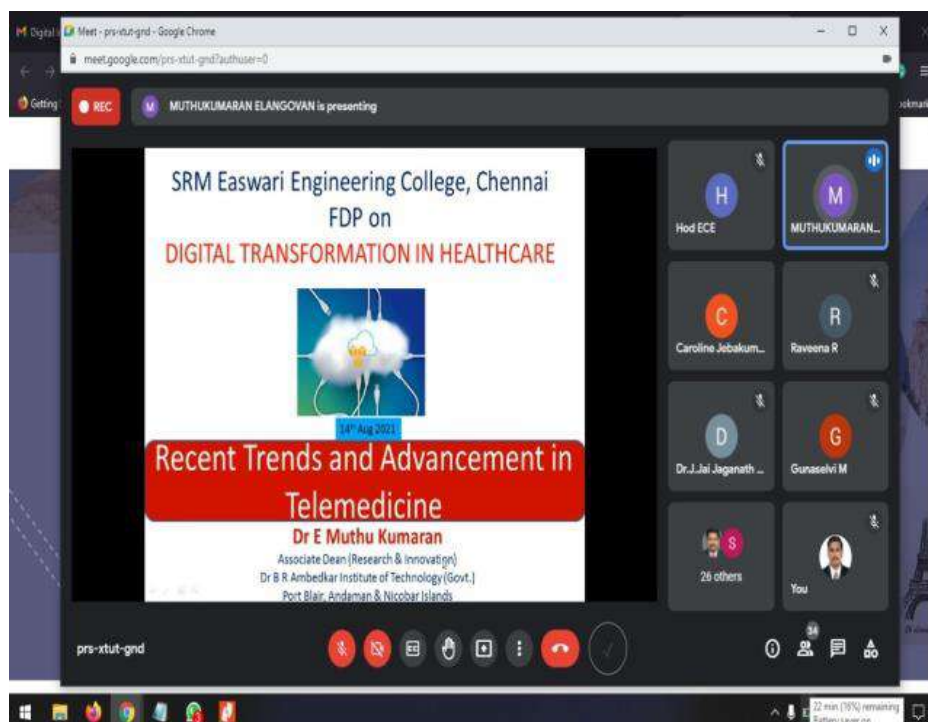 Digital
Meet - prs-xtut-gnd - Google Chrome
meet.google.com/prs-xtut-gnd?authuser=0
Getting
REC
M
MUTHUKUMARAN ELANGOVAN is presenting
SRM Easwari Engineering College, Chennai
FDP on
DIGITAL TRANSFORMATION IN HEALTHCARE
14th Aug 2021
Recent Trends and Advancement in
Telemedicine
Dr E Muthu Kumaran
Associate Dean (Research & Innovation)
Dr B R Ambedkar Institute of Technology (Govt.)
Port Blair, Andaman & Nicobar Islands
H
Hod ECE
M
MUTHUKUMARAN...
C
Caroline Jebakum...
R
Raveena R
D
Dr.J.Jai Jaganath ...
G
Gunaselvi M
S
26 others
You
prs-xtut-gnd
34
22 min (16%) remaining